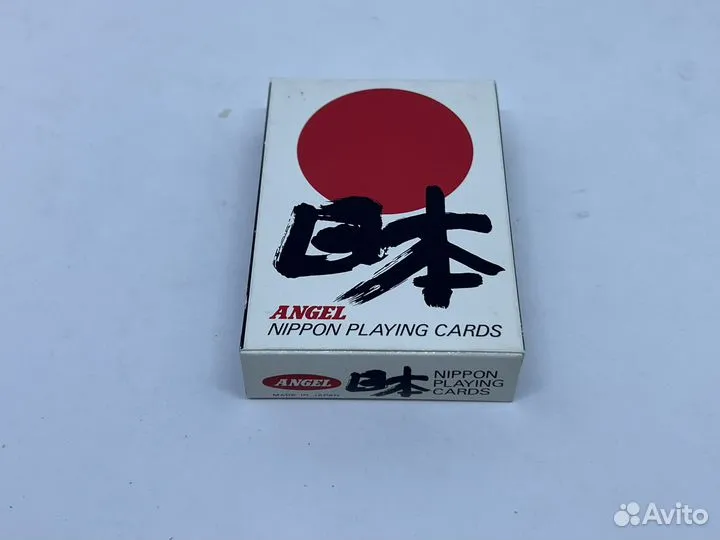 日本
ANGEL
NIPPON PLAYING CARDS
ANGEL
MADE IN JAPAN
日本
NIPPON
PLAYING
CARDS
Avito